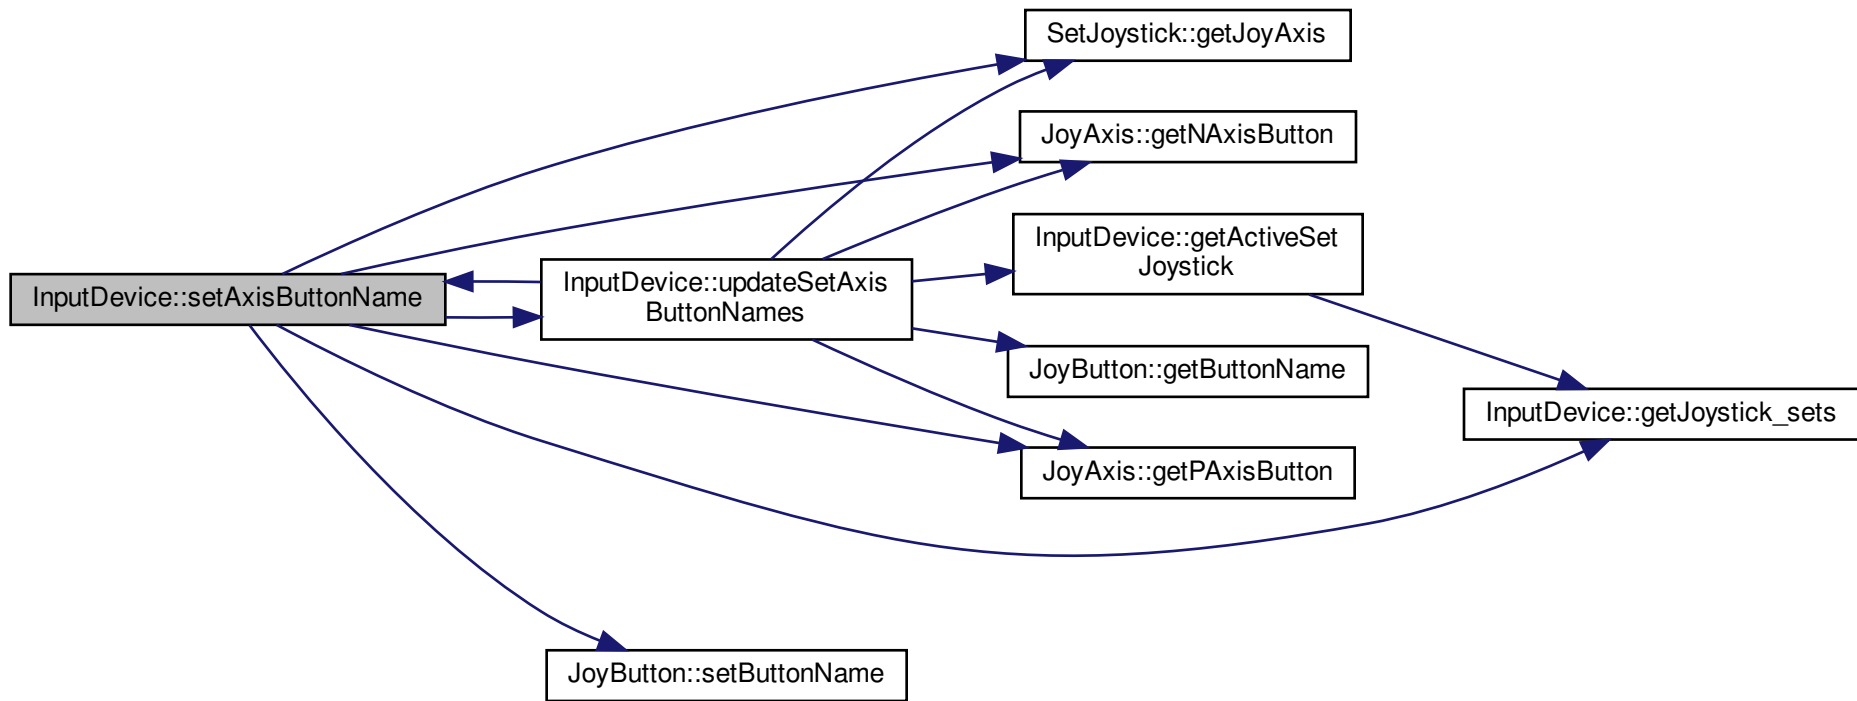 SetJoystick::getJoyAxis
JoyAxis::getNAxisButton
InputDevice::getActiveSet
Joystick
InputDevice::setAxisButtonName
InputDevice::updateSetAxis
ButtonNames
JoyButton::getButtonName
InputDevice::getJoystick_sets
JoyAxis::getPAxisButton
JoyButton::setButtonName